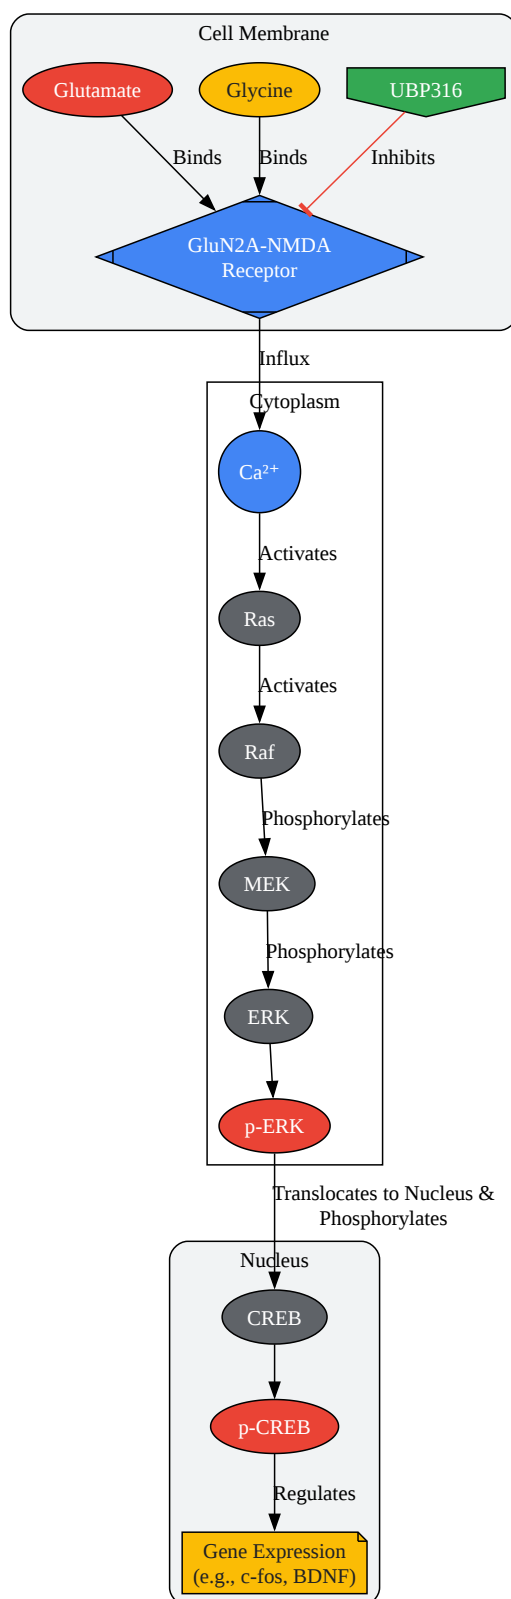 Cell Membrane
Glutamate
Glycine
UBP316
Binds
Binds
Inhibits
GluN2A-NMDA
Receptor
Influx
Cytoplasm
Ca²⁺
Activates
Ras
Activates
Raf
Phosphorylates
MEK
Phosphorylates
ERK
p-ERK
Translocates to Nucleus &
Phosphorylates
Nucleus
CREB
p-CREB
Regulates
Gene Expression
(e.g., c-fos, BDNF)